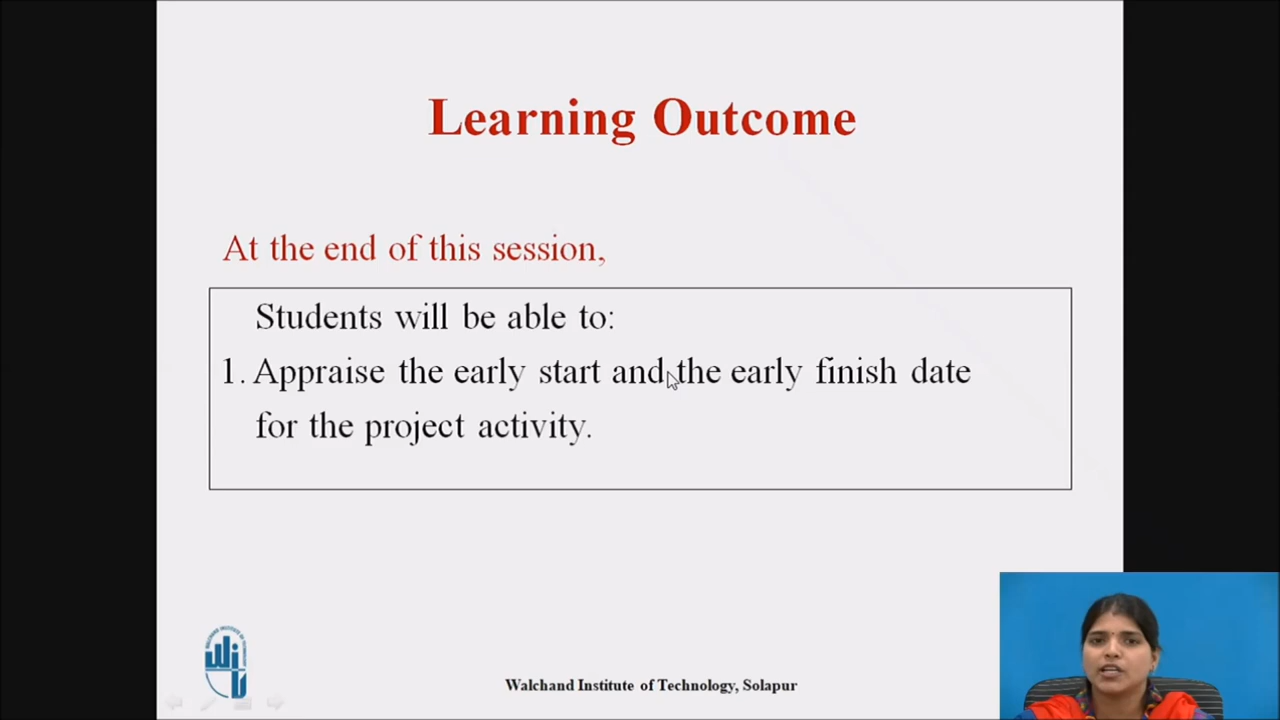 Learning Outcome
At the end of this session,
Students will be able to:
1. Appraise the early start and the early finish date
for the project activity.
Walchand Institute of Technology, Solapur